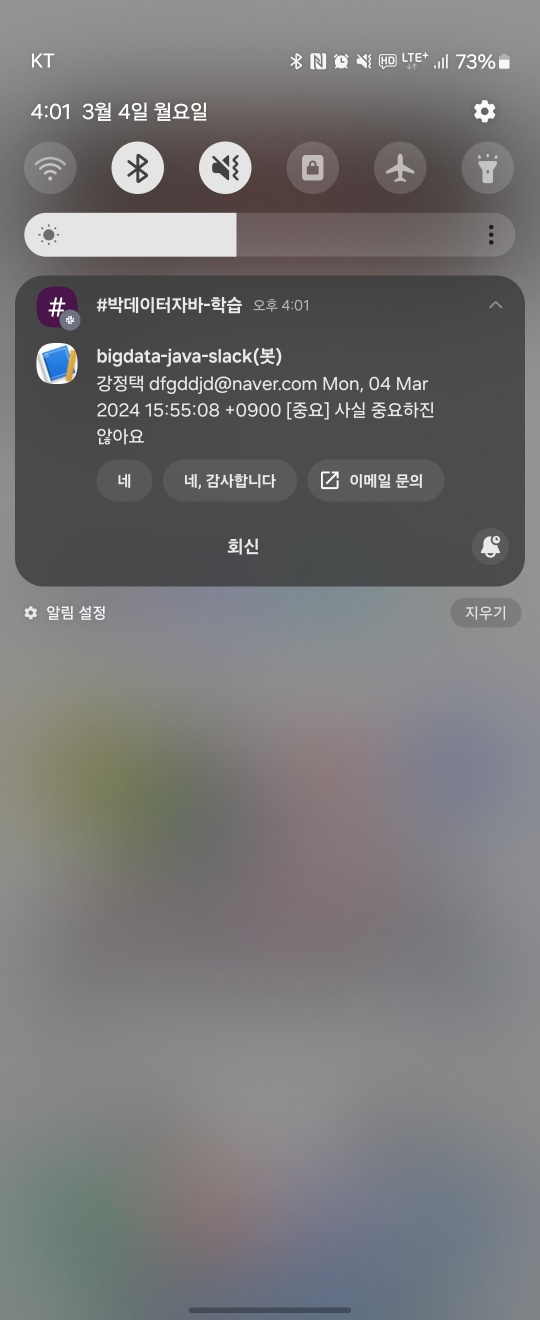 KT HD LTE+ 73%
4:01 3월 4일 월요일
# #박데이터자바-학습 오후 4:01
bigdata-java-slack(봇)
강정택 dfgddjd@naver.com Mon, 04 Mar
2024 15:55:08 +0900 [중요] 사실 중요하진
않아요
네 네, 감사합니다 이메일 문의
회신
알림 설정 지우기